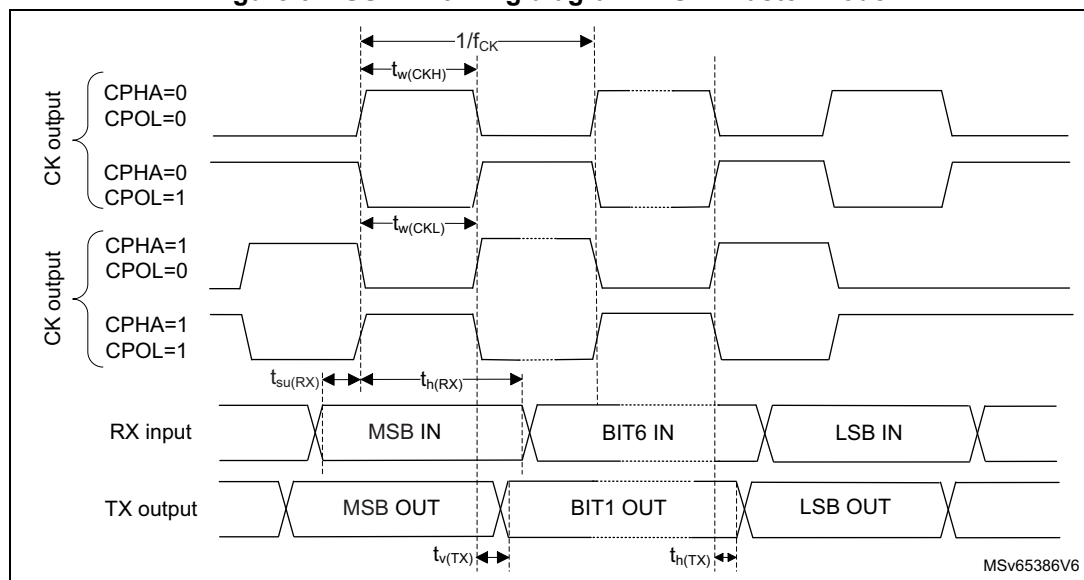 1/fCK
tw(CKH)
CK output
CPHA=0
CPOL=0
CPHA=0
CPOL=1
tw(CKL)
CK output
CPHA=1
CPOL=0
CPHA=1
CPOL=1
tsu(RX)
th(RX)
RX input
MSB IN
BIT6 IN
LSB IN
TX output
MSB OUT
BIT1 OUT
LSB OUT
tv(TX)
th(TX)
MSv65386V6